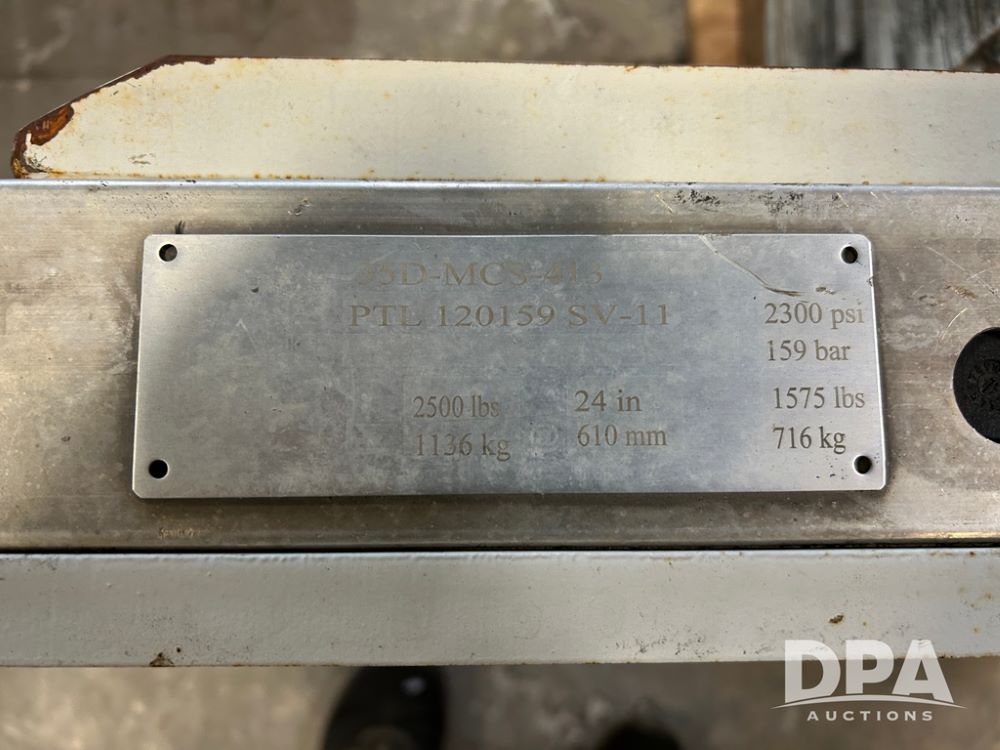 35D-MCS-413
PTL 120159 SV-11
2300 psi
159 bar
2500 lbs
24 in
1575 lbs
1136 kg
610 mm
716 kg
DPA
AUCTIONS